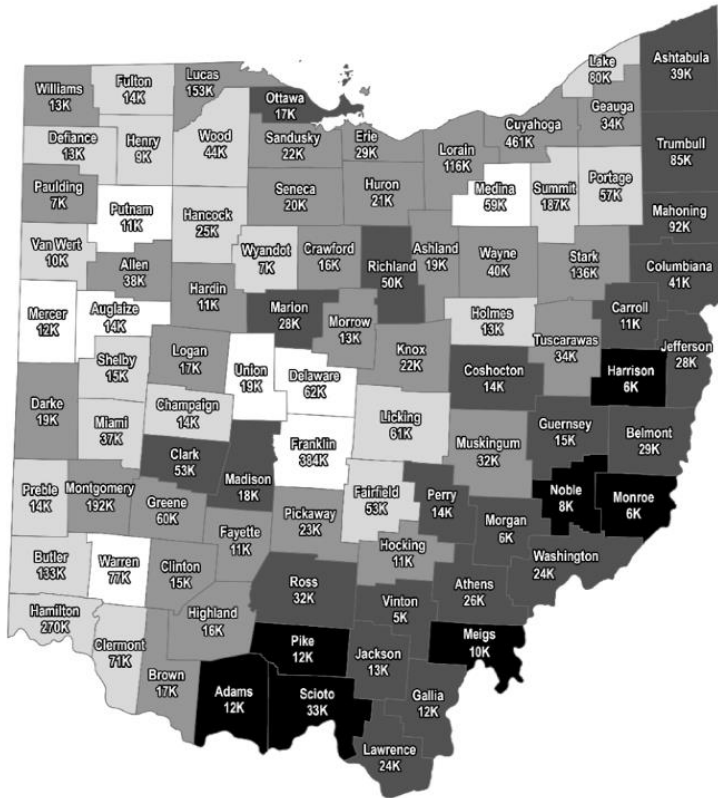 Williams
13K
Fulton
14K
Lucas
153K
Ottawa
17K
Lake
80K
Ashtabula
39K
Geauga
34K
Cuyahoga
461K
Defiance
13K
Henry
9K
Wood
44K
Sandusky
22K
Erie
29K
Lorain
116K
Trumbull
85K
Paulding
7K
Seneca
20K
Huron
21K
Medina
59K
Summit
187K
Portage
57K
Putnam
11K
Hancock
25K
Mahoning
92K
Van Wert
10K
Allen
38K
Wyandot
7K
Crawford
16K
Richland
50K
Ashland
19K
Wayne
40K
Stark
136K
Columbiana
41K
Mercer
12K
Auglaize
14K
Hardin
11K
Marion
28K
Morrow
13K
Holmes
13K
Carroll
11K
Tuscarawas
34K
Jefferson
28K
Shelby
15K
Logan
17K
Union
19K
Delaware
62K
Knox
22K
Coshocton
14K
Harrison
6K
Darke
19K
Miami
37K
Champaign
14K
Licking
61K
Guernsey
15K
Belmont
29K
Clark
53K
Madison
18K
Franklin
384K
Muskingum
32K
Preble
14K
Montgomery
192K
Greene
60K
Fayette
11K
Pickaway
23K
Fairfield
53K
Perry
14K
Morgan
6K
Noble
8K
Monroe
6K
Butler
133K
Warren
77K
Clinton
15K
Ross
32K
Hocking
11K
Athens
26K
Washington
24K
Hamilton
270K
Clermont
71K
Highland
16K
Vinton
5K
Meigs
10K
Brown
17K
Pike
12K
Jackson
13K
Adams
12K
Scioto
33K
Gallia
12K
Lawrence
24K